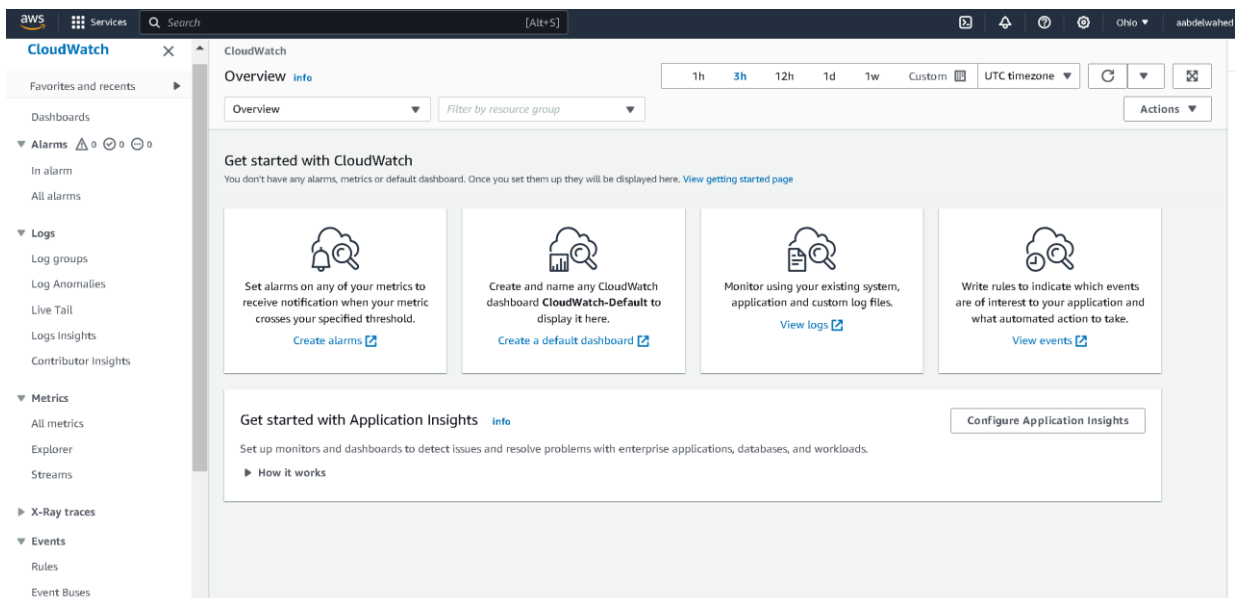 aws Services Search [Alt+S] Ohio aabdelwahed
CloudWatch
Favorites and recents
Dashboards
Alarms 0 0 0
In alarm
All alarms
Logs
Log groups
Log Anomalies
Live Tail
Logs Insights
Contributor Insights
Metrics
All metrics
Explorer
Streams
X-Ray traces
Events
Rules
Event Buses
CloudWatch
Overview info
1h 3h 12h 1d 1w Custom UTC timezone
Overview Filter by resource group
Actions
Get started with CloudWatch
You don't have any alarms, metrics or default dashboard. Once you set them up they will be displayed here. View getting started page
Set alarms on any of your metrics to
receive notification when your metric
crosses your specified threshold.
Create alarms
Create and name any CloudWatch
dashboard CloudWatch-Default to
display it here.
Create a default dashboard
Monitor using your existing system,
application and custom log files.
View logs
Write rules to indicate which events
are of interest to your application and
what automated action to take.
View events
Get started with Application Insights info
Configure Application Insights
Set up monitors and dashboards to detect issues and resolve problems with enterprise applications, databases, and workloads.
How it works